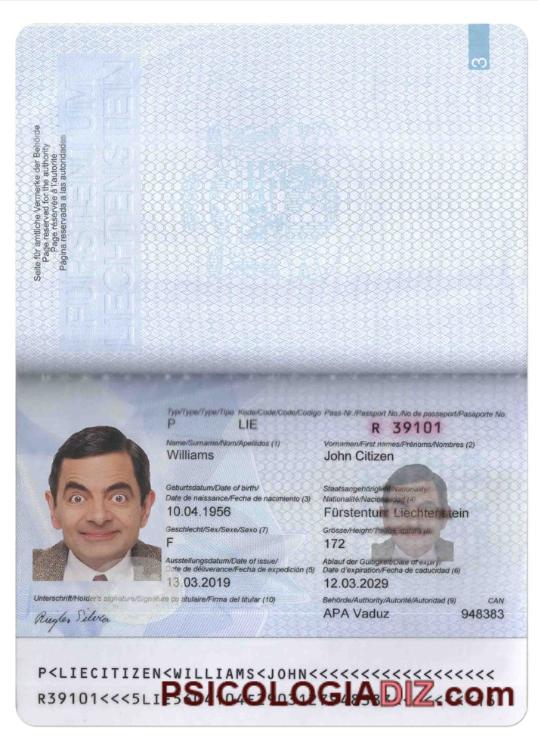 3
Seite für amtliche Vermerke der Behörde
Page reserved for the authority
Page réservée à l'autorité
Página reservada a las autoridades
FÜRSTENTUM
LIECHTENSTEIN
Typ/Type/Type/Tipo Kode/Code/Code/Código Pass-Nr./Passport No./No de passeport/Pasaporte No.
P LIE R 39101
Name/Surname/Nom/Apellidos (1) Vornamen/First names/Prénoms/Nombres (2)
Williams John Citizen
Geburtsdatum/Date of birth/ Staatsangehörigkeit/Nationality/
Date de naissance/Fecha de nacimiento (3) Nationalité/Nacionalidad (4)
10.04.1956 Fürstentum Liechtenstein
Geschlecht/Sex/Sexe/Sexo (7) Grösse/Height/
F 172
Ausstellungsdatum/Date of issue/ Ablauf der Gültigkeit/Date of expiry/
Date de délivrance/Fecha de expedición (5) Date d'expiration/Fecha de caducidad (6)
13.03.2019 12.03.2029
Unterschrift/Holder's signature/Signature du titulaire/Firma del titular (10) Behörde/Authority/Autorité/Autoridad (9) CAN
Rugles Silva APA Vaduz 948383
P<LIECITIZEN<WILLIAMS<JOHN<<<<<<<<<<<<<<<<<<
R39101<<<5LIE
PSICOLOGIADIZ.com